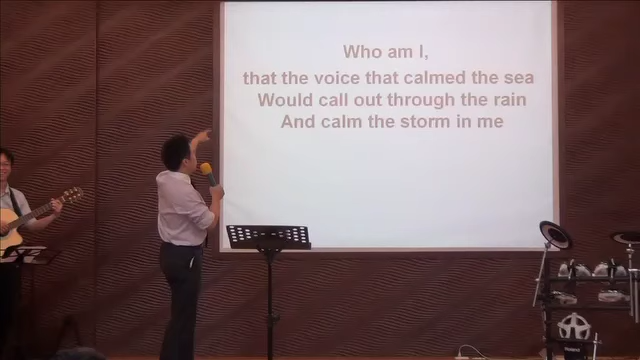 Who am I,
that the voice that calmed the sea
Would call out through the rain
And calm the storm in me
Roland